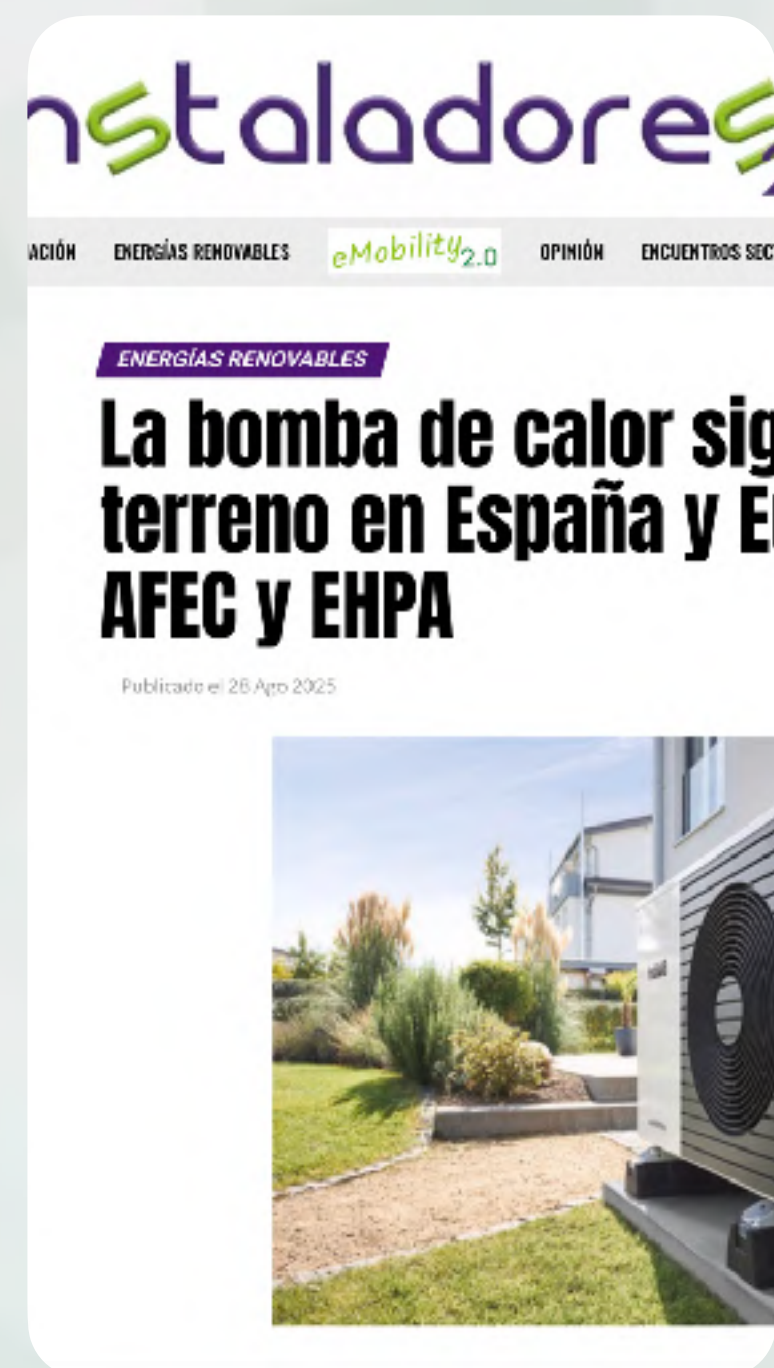 nstaladores
ACIÓN ENERGÍAS RENOVABLES eMobility2.0 OPINIÓN ENCUENTROS SEC
ENERGÍAS RENOVABLES
La bomba de calor sig
terreno en España y E
AFEC y EHPA
Publicado el 28 Ago 2025